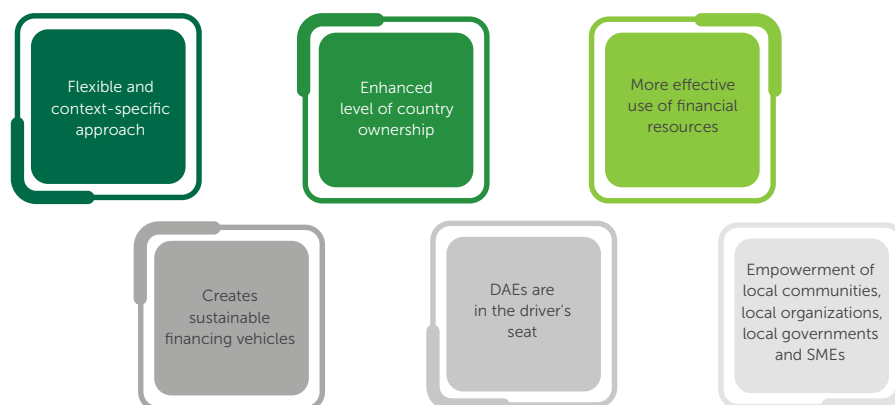 Flexible and
context-specific
approach
Enhanced
level of country
ownership
More effective
use of financial
resources
Creates
sustainable
financing vehicles
DAEs are
in the driver's
seat
Empowerment of
local communities,
local organizations,
local governments
and SMEs